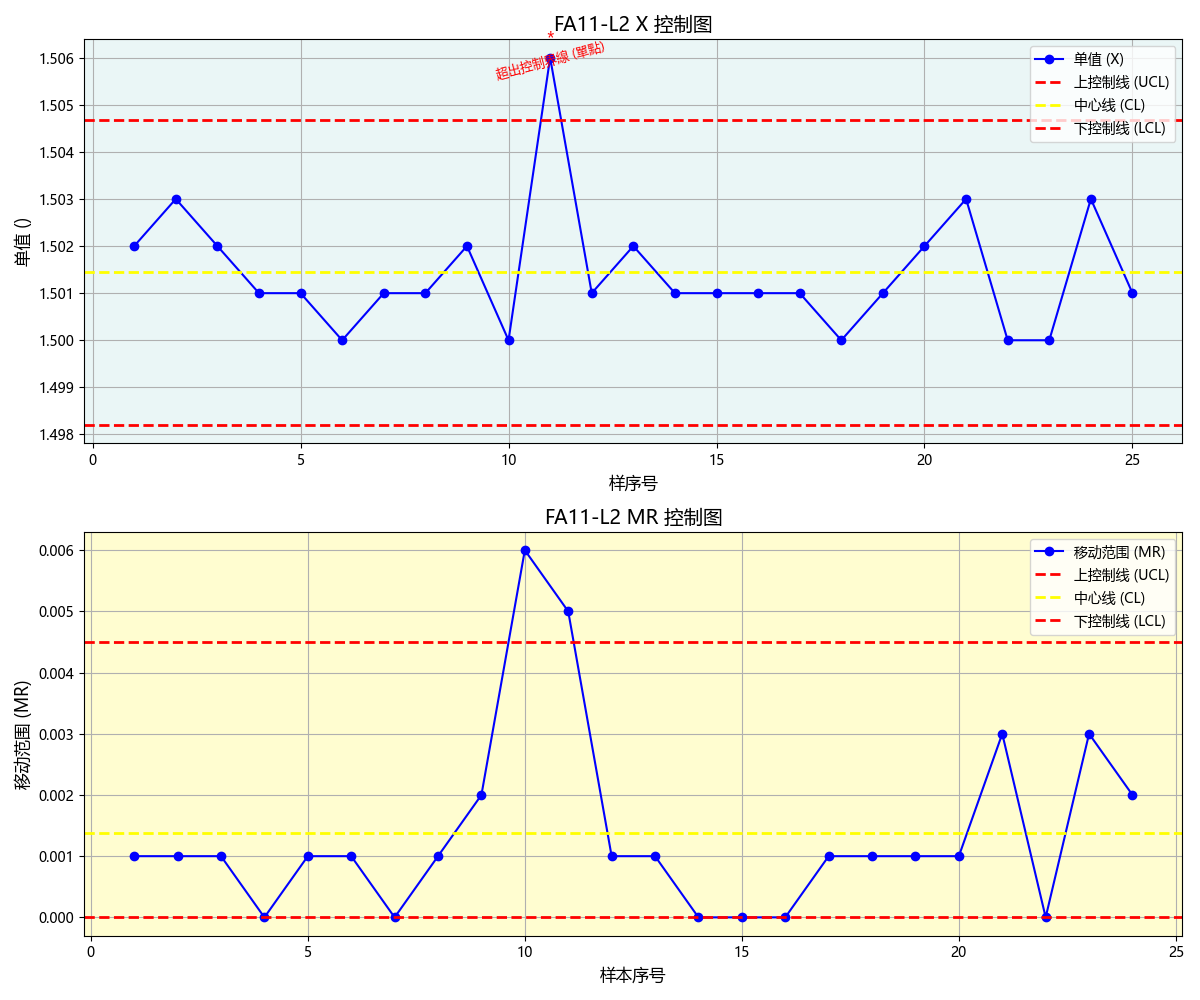 FA11-L2 X 控制图
*
超出控制界線 (單點)
单值 (X)
上控制线 (UCL)
中心线 (CL)
下控制线 (LCL)
单值 ()
1.506
1.505
1.504
1.503
1.502
1.501
1.500
1.499
1.498
0 5 10 15 20 25
样序号
FA11-L2 MR 控制图
移动范围 (MR)
上控制线 (UCL)
中心线 (CL)
下控制线 (LCL)
移动范围 (MR)
0.006
0.005
0.004
0.003
0.002
0.001
0.000
0 5 10 15 20 25
样本序号